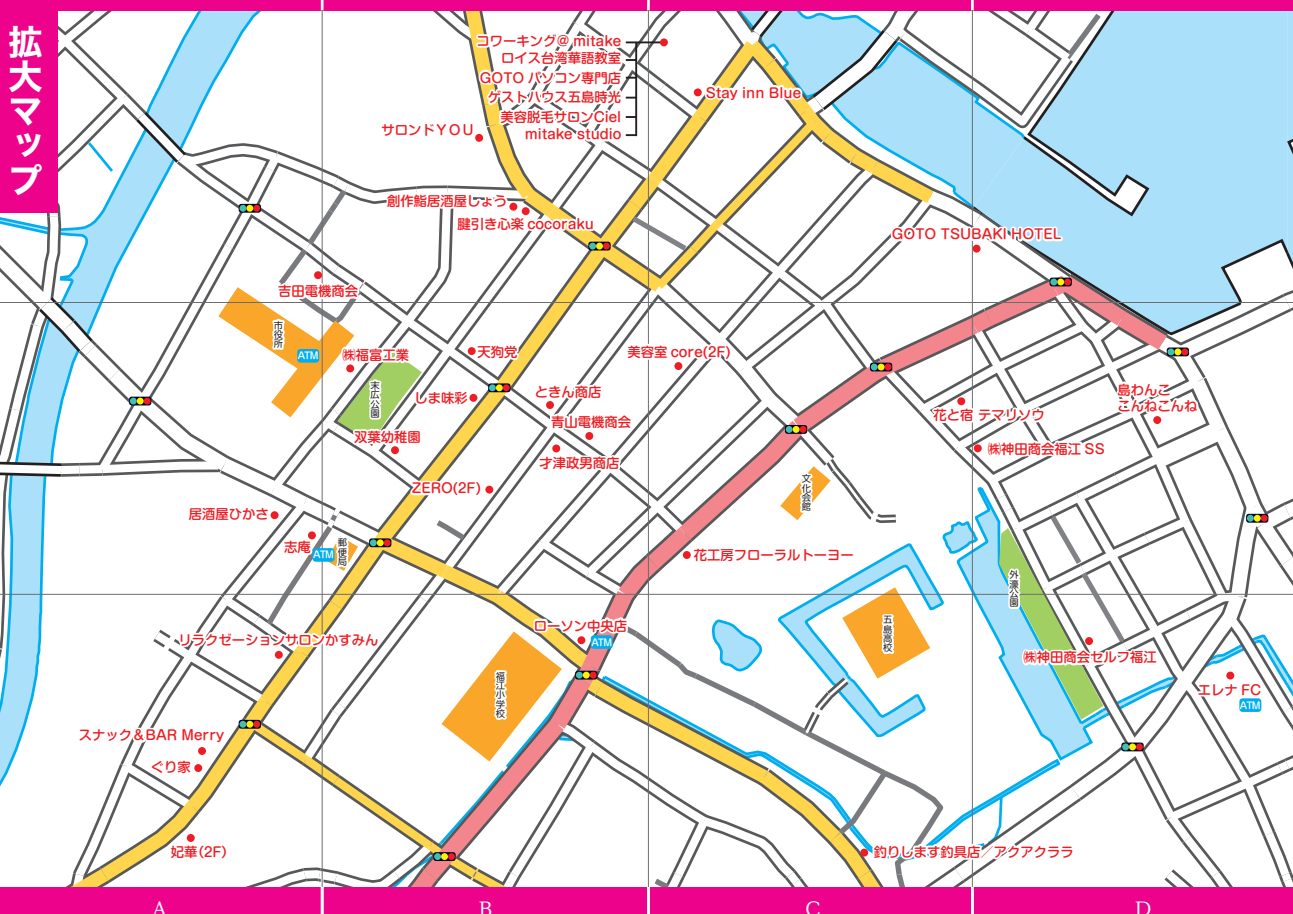 拡大マップ
コワーキング@ mitake
ロイス台湾華語教室
GOTO パソコン専門店
ゲストハウス五島時光
美容脱毛サロンCiel
mitake studio
Stay inn Blue
サロンドYOU
創作鮨居酒屋しょう
腱引き心楽 cocoraku
GOTO TSUBAKI HOTEL
吉田電機商会
市役所
ATM
㈱福富工業
末広公園
天狗党
美容室 core(2F)
しま味彩
ときん商店
青山電機商会
才津政男商店
双葉幼稚園
花と宿 テマリソウ
島わんこ
こんねこんね
㈱神田商会福江 SS
ZERO(2F)
文化会館
居酒屋ひかさ
志庵
ATM
郵便局
花工房フローラルトーヨー
外濠公園
リラクゼーションサロンかすみん
ローソン中央店
ATM
五島高校
㈱神田商会セルフ福江
福江小学校
エレナ FC
ATM
スナック&BAR Merry
ぐり家
妃華(2F)
釣りします釣具店/アクアクララ
A
B
C
D